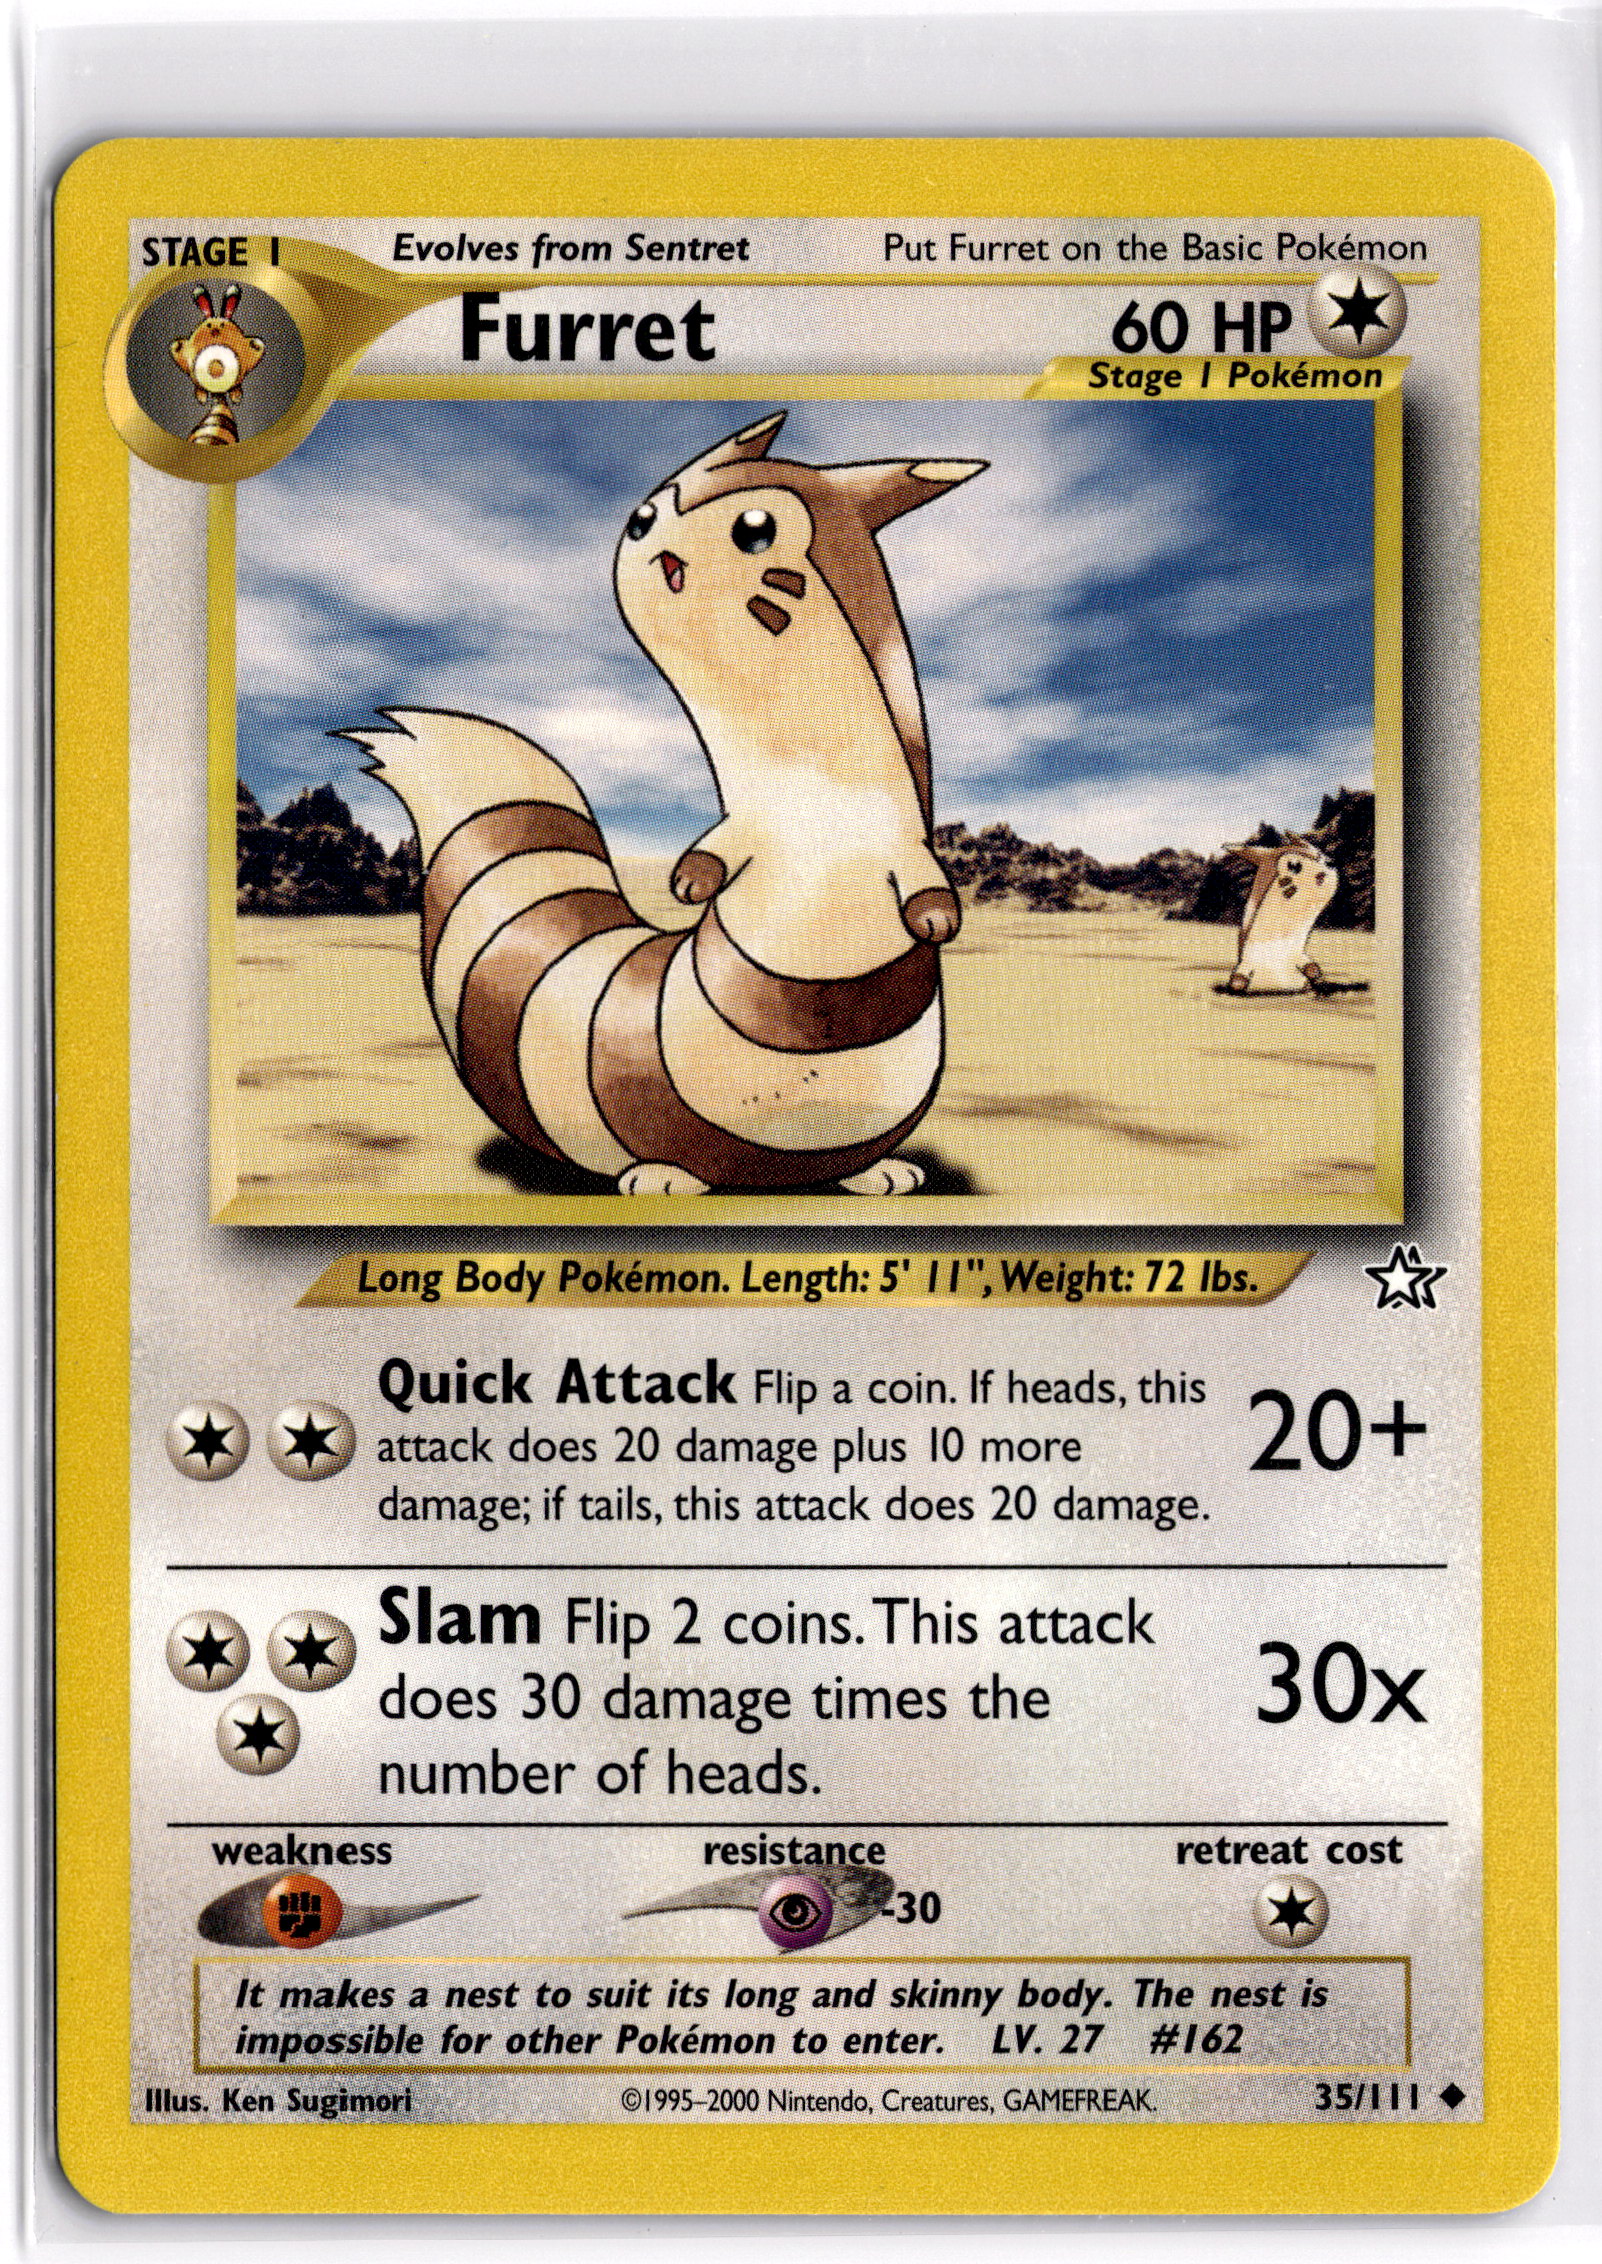 STAGE 1
Evolves from Sentret
Put Furret on the Basic Pokémon
Furret
60 HP
Stage 1 Pokémon
Long Body Pokémon. Length: 5' 11", Weight: 72 lbs.
Quick Attack Flip a coin. If heads, this
attack does 20 damage plus 10 more
damage; if tails, this attack does 20 damage.
20+
Slam Flip 2 coins. This attack
does 30 damage times the
number of heads.
30x
weakness
resistance
-30
retreat cost
It makes a nest to suit its long and skinny body. The nest is
impossible for other Pokémon to enter. LV. 27 #162
Illus. Ken Sugimori
©1995–2000 Nintendo, Creatures, GAMEFREAK.
35/111